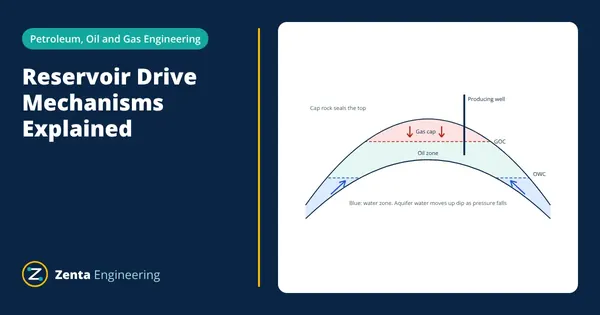 Petroleum, Oil and Gas Engineering
Reservoir Drive
Mechanisms
Explained
Zenta Engineering
Producing well
Cap rock seals the top
Gas cap
GOC
Oil zone
OWC
Blue: water zone. Aquifer water moves up dip as pressure falls